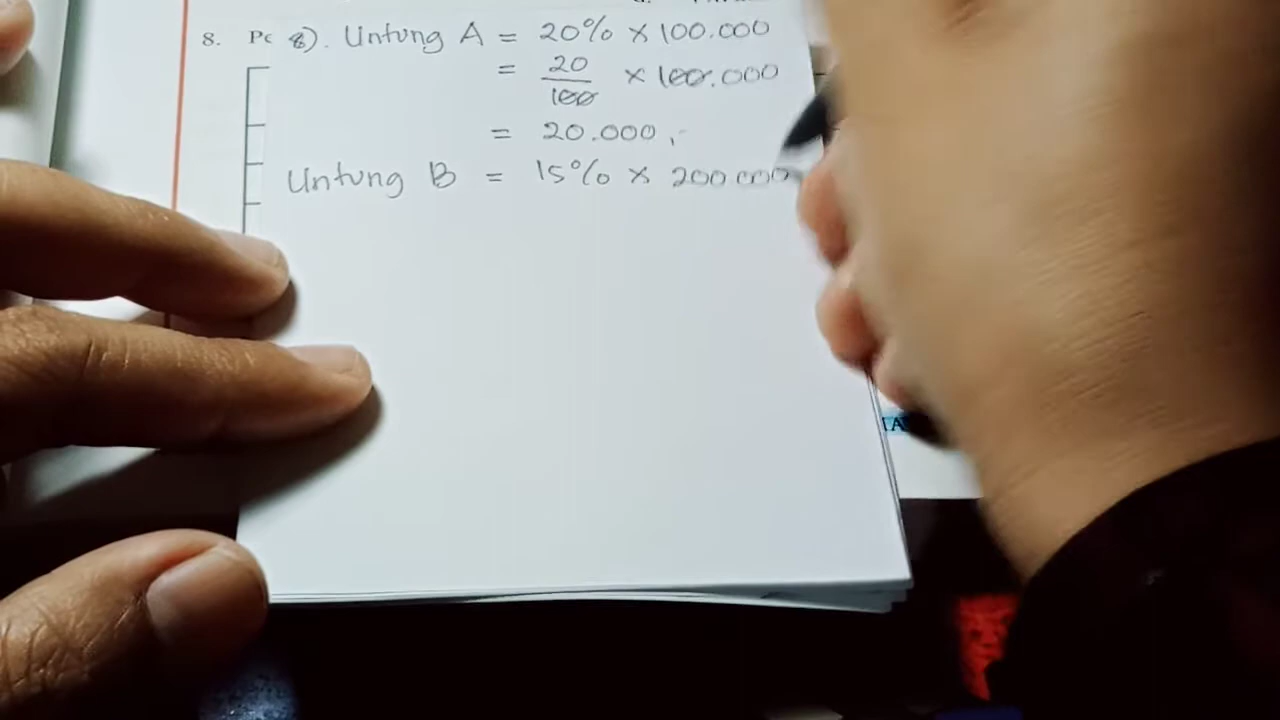 8. Pe 8). Untung A = 20% × 100.000
= 20/100 × 100.000
= 20.000,-
Untung B = 15% × 200 000